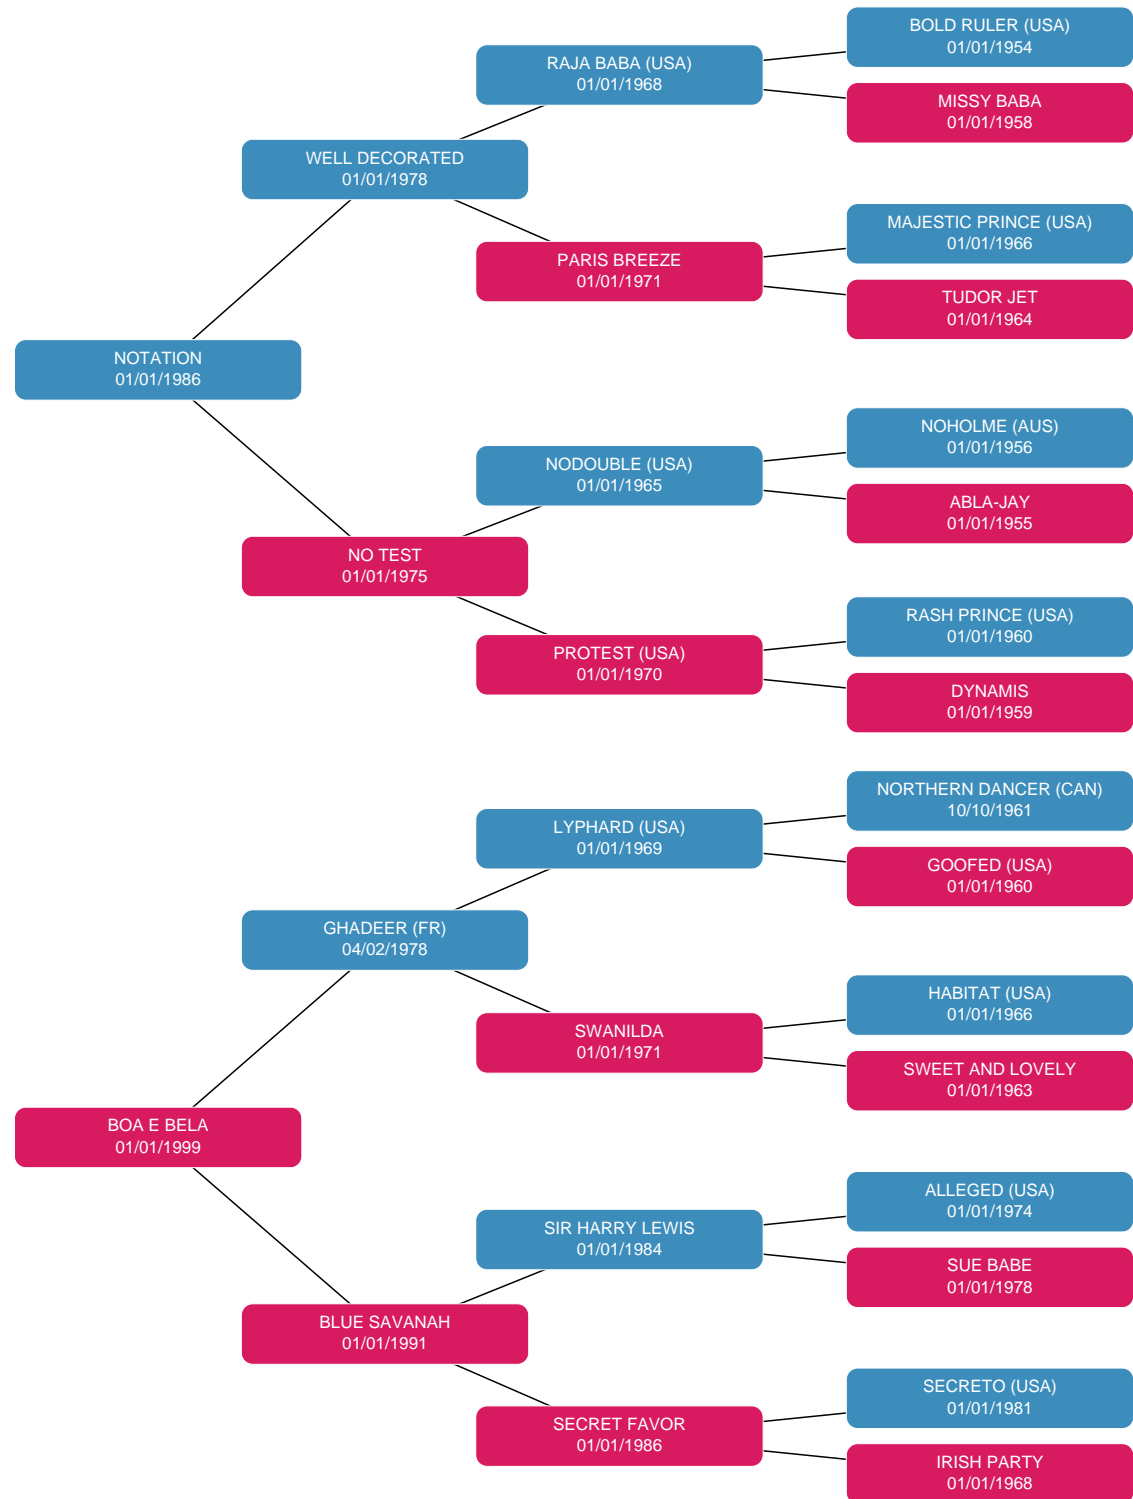 BOLD RULER (USA)
01/01/1954
RAJA BABA (USA)
01/01/1968
MISSY BABA
01/01/1958
WELL DECORATED
01/01/1978
MAJESTIC PRINCE (USA)
01/01/1966
PARIS BREEZE
01/01/1971
TUDOR JET
01/01/1964
NOTATION
01/01/1986
NOHOLME (AUS)
01/01/1956
NODOUBLE (USA)
01/01/1965
ABLA-JAY
01/01/1955
NO TEST
01/01/1975
RASH PRINCE (USA)
01/01/1960
PROTEST (USA)
01/01/1970
DYNAMIS
01/01/1959
NORTHERN DANCER (CAN)
10/10/1961
LYPHARD (USA)
01/01/1969
GOOFED (USA)
01/01/1960
GHADEER (FR)
04/02/1978
HABITAT (USA)
01/01/1966
SWANILDA
01/01/1971
SWEET AND LOVELY
01/01/1963
BOA E BELA
01/01/1999
ALLEGED (USA)
01/01/1974
SIR HARRY LEWIS
01/01/1984
SUE BABE
01/01/1978
BLUE SAVANAH
01/01/1991
SECRETO (USA)
01/01/1981
SECRET FAVOR
01/01/1986
IRISH PARTY
01/01/1968